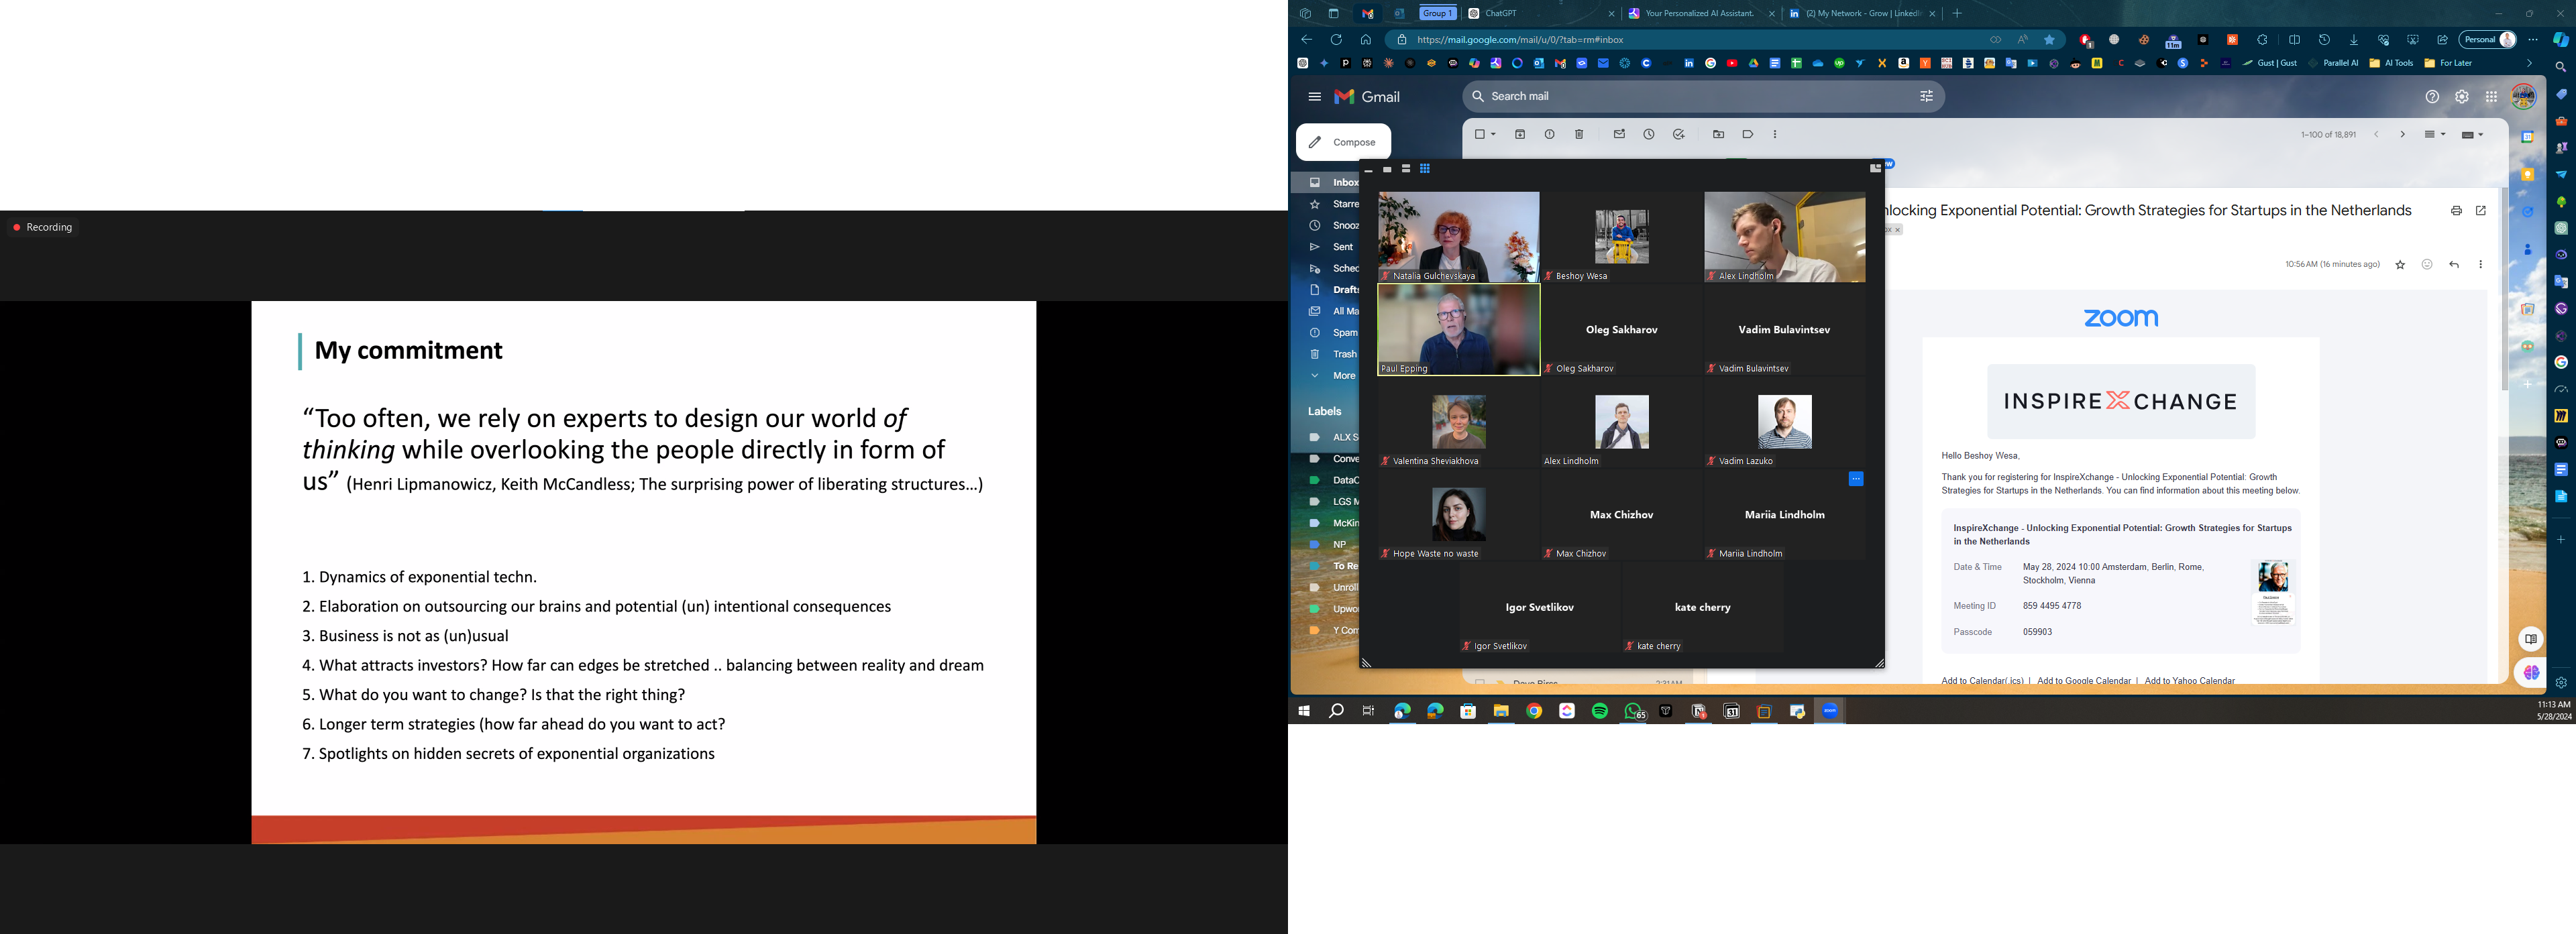 Recording
My commitment
“Too often, we rely on experts to design our world of
thinking while overlooking the people directly in form of
us” (Henri Lipmanowicz, Keith McCandless; The surprising power of liberating structures...)
1. Dynamics of exponential techn.
2. Elaboration on outsourcing our brains and potential (un) intentional consequences
3. Business is not as (un)usual
4. What attracts investors? How far can edges be stretched .. balancing between reality and dream
5. What do you want to change? Is that the right thing?
6. Longer term strategies (how far ahead do you want to act?
7. Spotlights on hidden secrets of exponential organizations
Group 1
ChatGPT
Your Personalized AI Assistant.
(2) My Network - Grow | LinkedIn
https://mail.google.com/mail/u/0/?tab=rm#inbox
Personal
Gust | Gust
Parallel AI
AI Tools
For Later
Gmail
Search mail
Compose
1–100 of 18,891
Inbox
Starre
Snooz
Sent
Sched
Drafts
All Ma
Spam
Trash
More
Labels
ALX S
Conve
DataC
LGS M
McKin
NP
To Re
Unroll
Upwo
Y Com
Natalia Gulchevskaya
Beshoy Wesa
Alex Lindholm
Paul Epping
Oleg Sakharov
Oleg Sakharov
Vadim Bulavintsev
Vadim Bulavintsev
Valentina Sheviakhova
Alex Lindholm
Vadim Lazuko
Hope Waste no waste
Max Chizhov
Max Chizhov
Mariia Lindholm
Mariia Lindholm
Igor Svetlikov
Igor Svetlikov
kate cherry
kate cherry
nlocking Exponential Potential: Growth Strategies for Startups in the Netherlands
10:56 AM (16 minutes ago)
zoom
INSPIREXCHANGE
Hello Beshoy Wesa,
Thank you for registering for InspireXchange - Unlocking Exponential Potential: Growth
Strategies for Startups in the Netherlands. You can find information about this meeting below.
InspireXchange - Unlocking Exponential Potential: Growth Strategies for Startups
in the Netherlands
Date & Time
May 28, 2024 10:00 Amsterdam, Berlin, Rome,
Stockholm, Vienna
Meeting ID
859 4495 4778
Passcode
059903
Add to Calendar(.ics) | Add to Google Calendar | Add to Yahoo Calendar
65
11:13 AM
5/28/2024